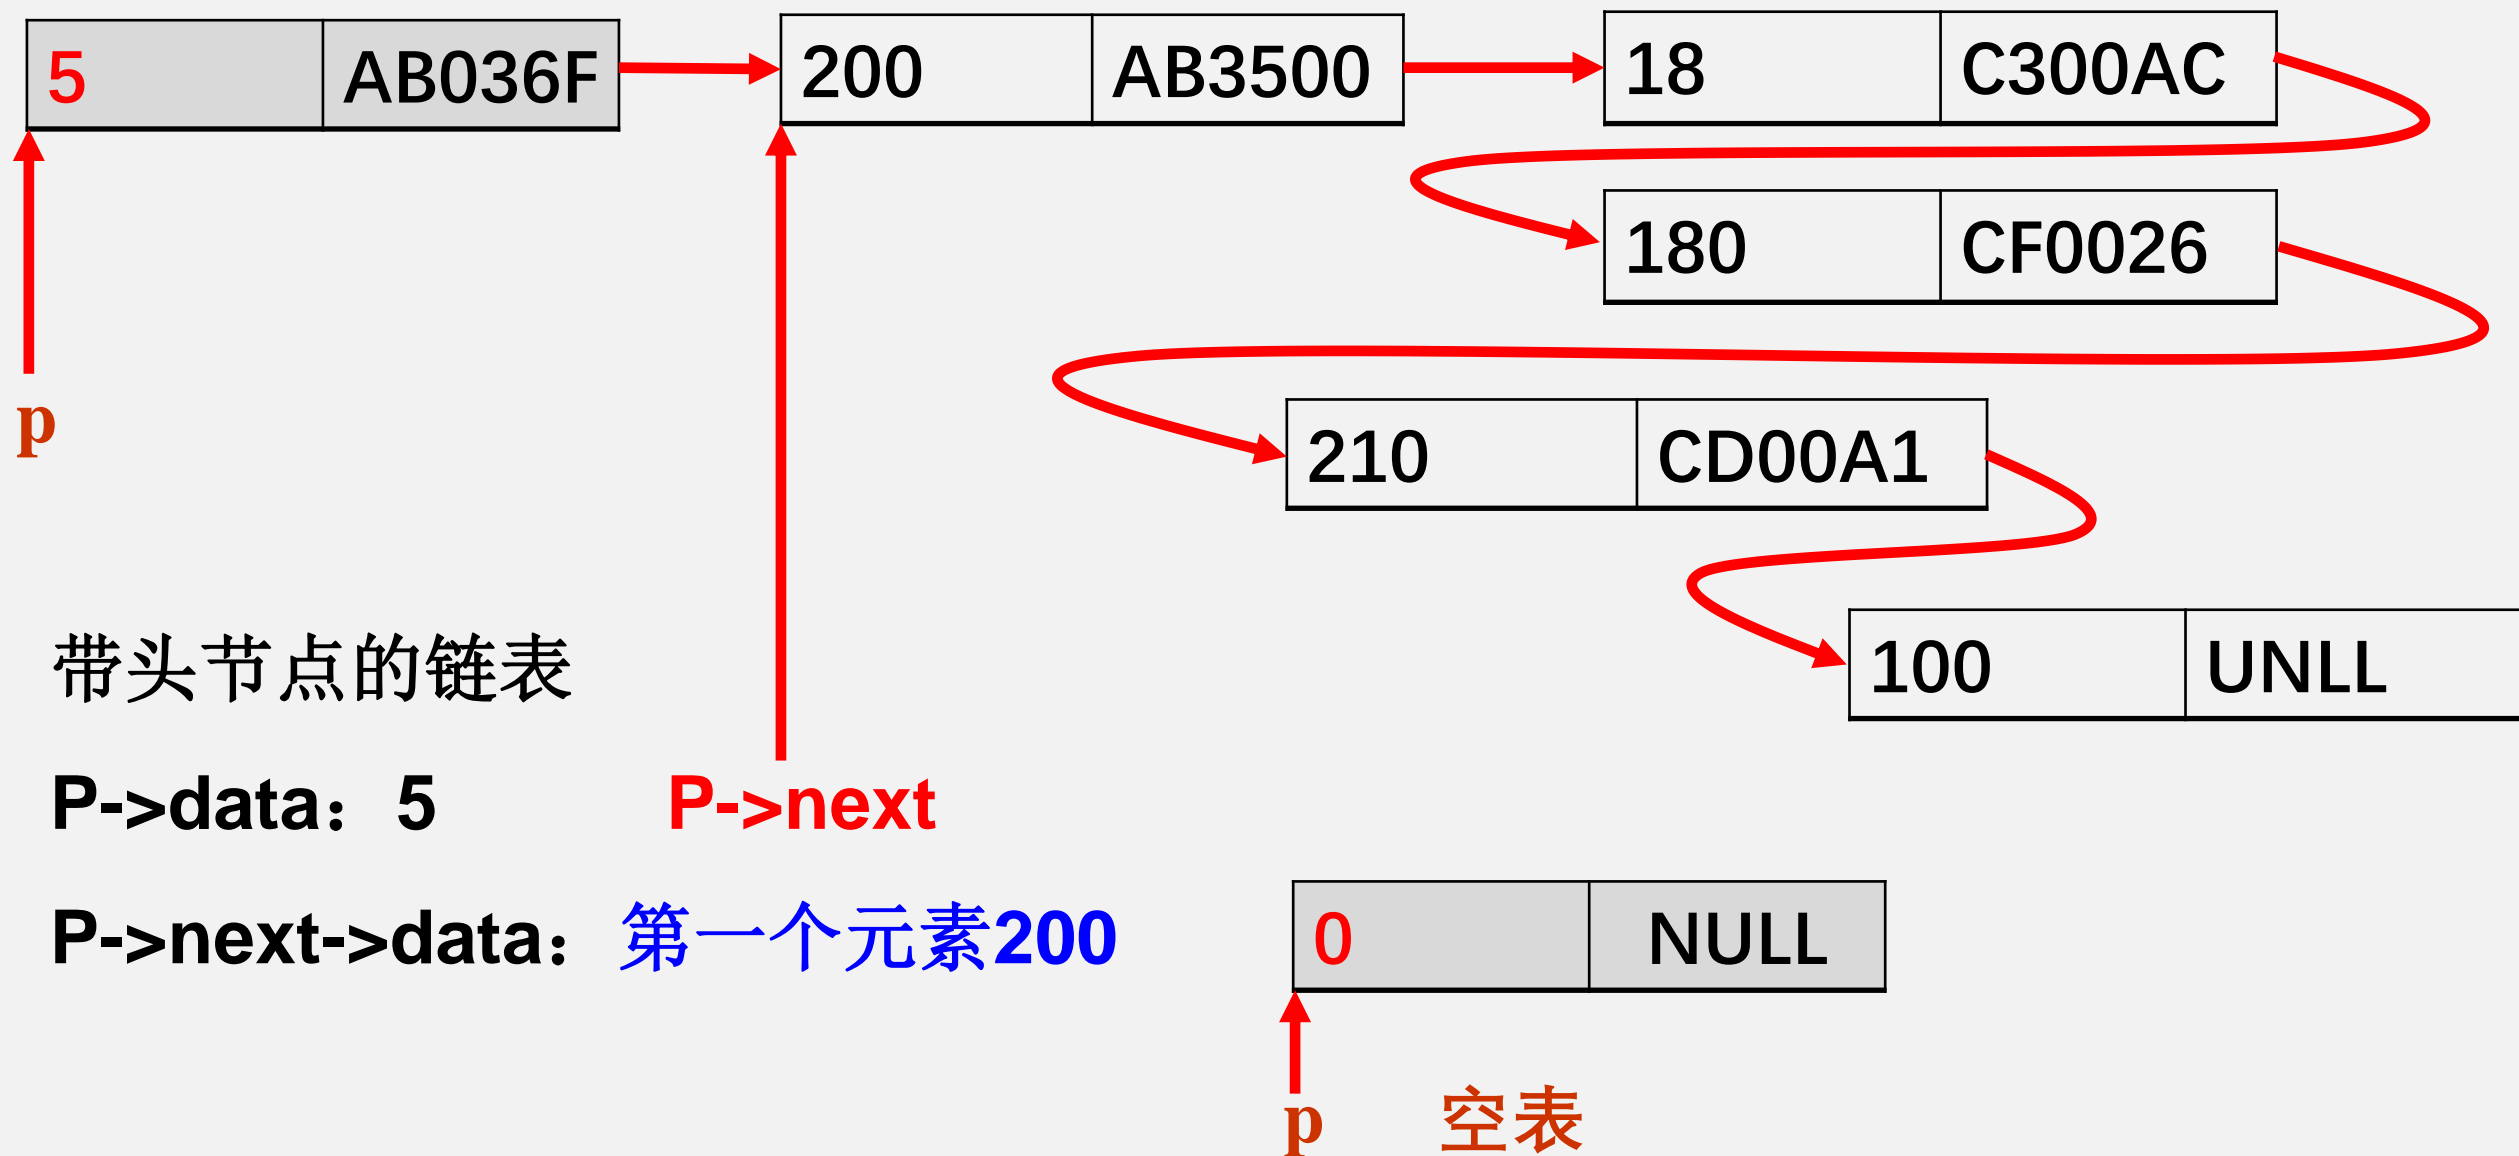 5 AB036F 200 AB3500 18 C300AC
180 CF0026
p
210 CD00A1
带头节点的链表
100 UNLL
P->data： 5 P->next
P->next->data： 第一个元素200
0 NULL
p 空表